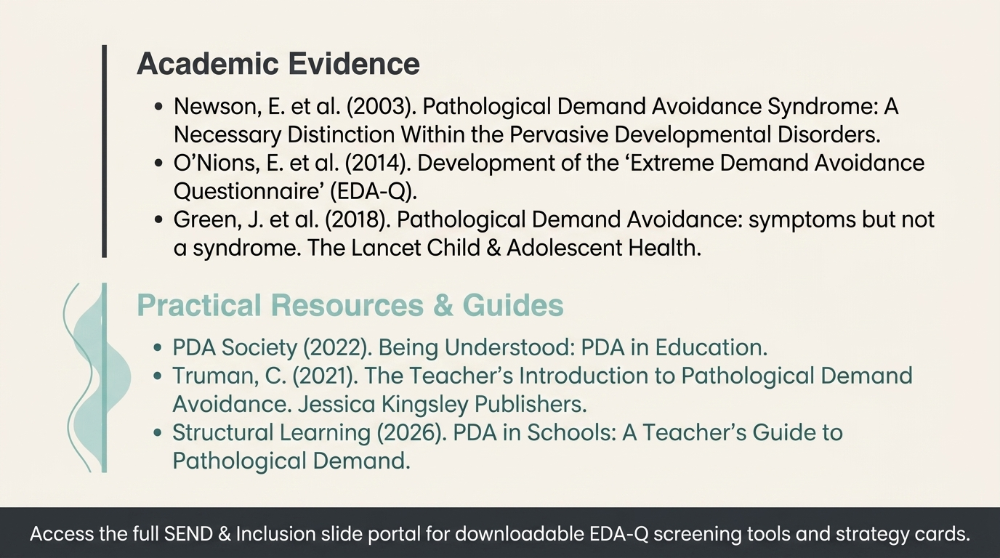 Academic Evidence
• Newson, E. et al. (2003). Pathological Demand Avoidance Syndrome: A
Necessary Distinction Within the Pervasive Developmental Disorders.
• O’Nions, E. et al. (2014). Development of the ‘Extreme Demand Avoidance
Questionnaire’ (EDA-Q).
• Green, J. et al. (2018). Pathological Demand Avoidance: symptoms but not
a syndrome. The Lancet Child & Adolescent Health.
Practical Resources & Guides
• PDA Society (2022). Being Understood: PDA in Education.
• Truman, C. (2021). The Teacher’s Introduction to Pathological Demand
Avoidance. Jessica Kingsley Publishers.
• Structural Learning (2026). PDA in Schools: A Teacher’s Guide to
Pathological Demand.
Access the full SEND & Inclusion slide portal for downloadable EDA-Q screening tools and strategy cards.